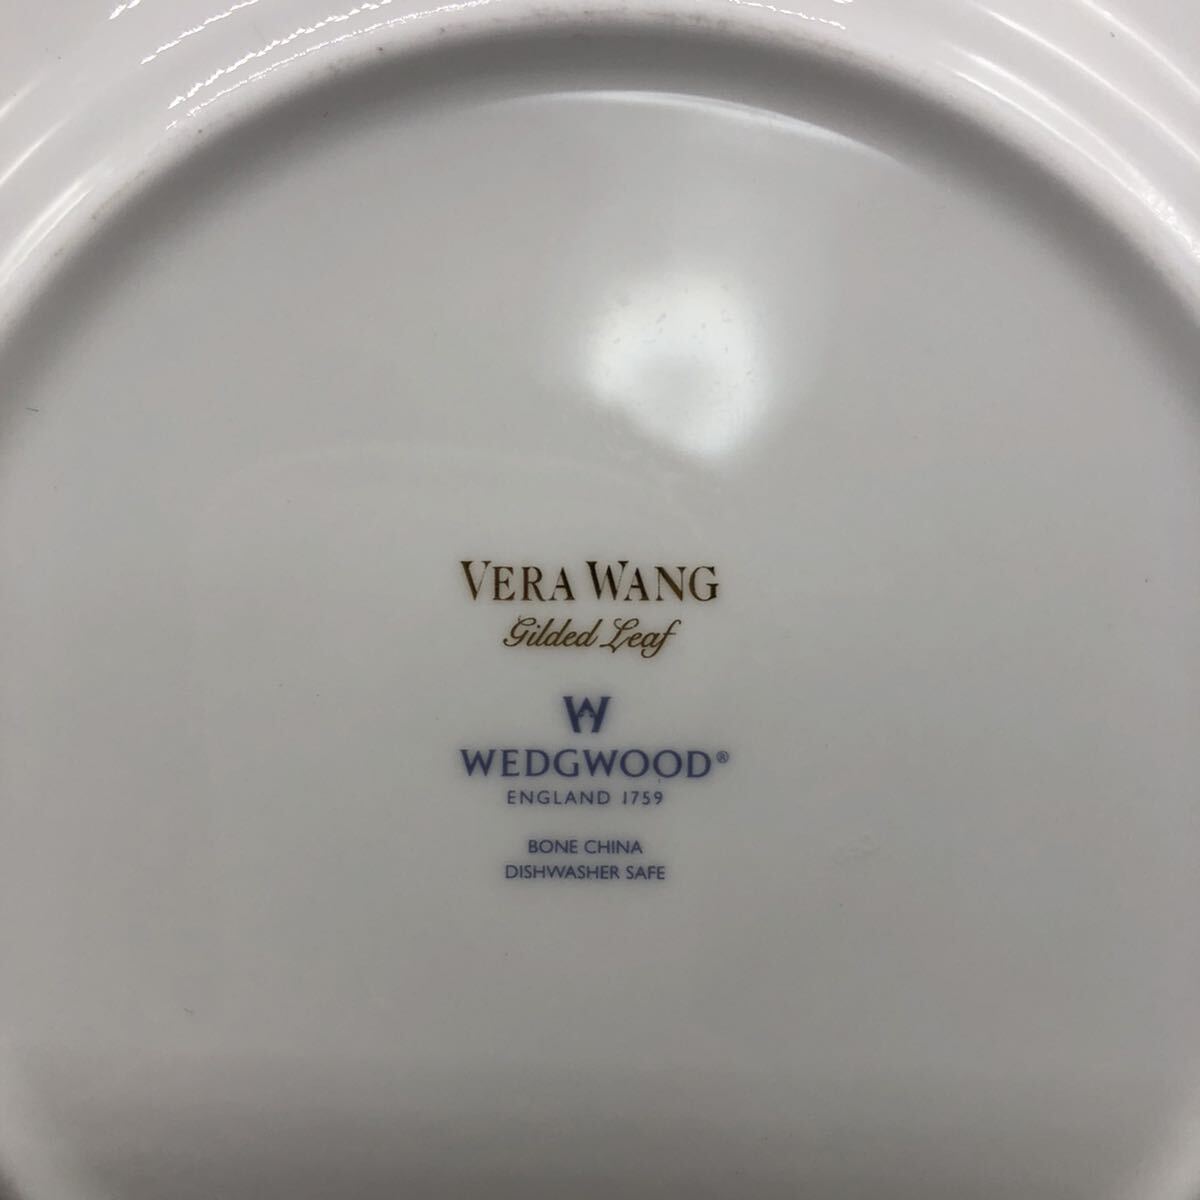 VERA WANG
Gilded Leaf
W
WEDGWOOD®
ENGLAND 1759
BONE CHINA
DISHWASHER SAFE